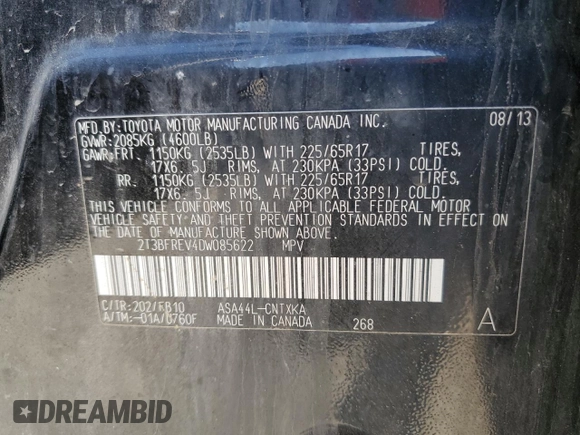 MFD.BY:TOYOTA MOTOR MANUFACTURING CANADA INC. 08/13
GVWR:2085KG (4600LB)
GAWR:FRT. 1150KG (2535LB) WITH 225/65R17 TIRES,
17X6. 5J RIMS, AT 230KPA (33PSI) COLD.
RR. 1150KG (2535LB) WITH 225/65R17 TIRES,
17X6. 5J RIMS, AT 230KPA (33PSI) COLD.
THIS VEHICLE CONFORMS TO ALL APPLICABLE FEDERAL MOTOR
VEHICLE SAFETY AND THEFT PREVENTION STANDARDS IN EFFECT ON
THE DATE OF MANUFACTURE SHOWN ABOVE.
2T3BFREV4DW085622 MPV
C/TR:202/FB10 ASA44L-CNTXKA
A/TM:-01A/U760F MADE IN CANADA 268 A
DREAMBID